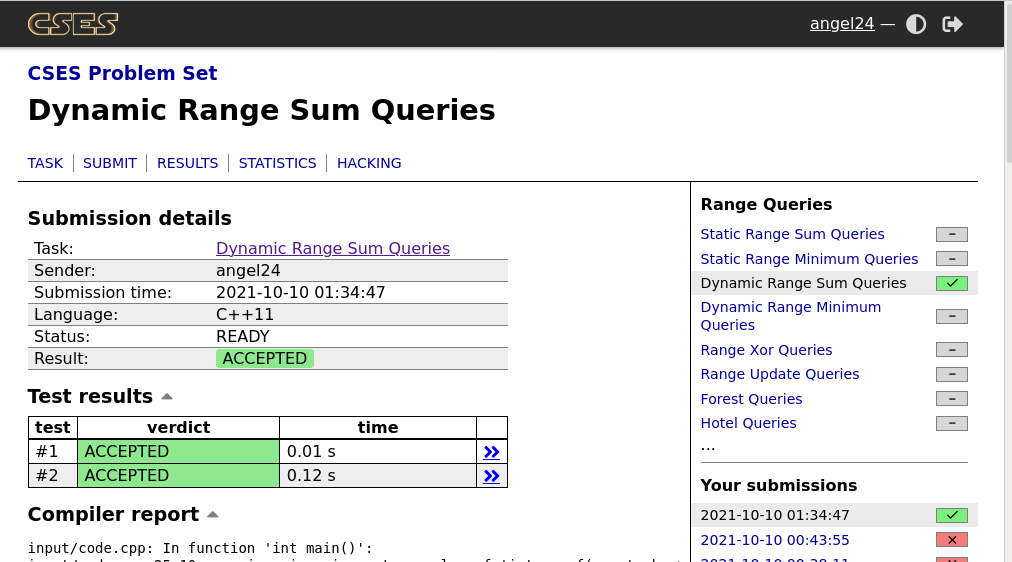 CSES
angel24 —
CSES Problem Set
Dynamic Range Sum Queries
TASK | SUBMIT | RESULTS | STATISTICS | HACKING
Submission details
Task: Dynamic Range Sum Queries
Sender: angel24
Submission time: 2021-10-10 01:34:47
Language: C++11
Status: READY
Result: ACCEPTED
Test results
test verdict time
#1 ACCEPTED 0.01 s »
#2 ACCEPTED 0.12 s »
Compiler report
input/code.cpp: In function 'int main()':
Range Queries
Static Range Sum Queries –
Static Range Minimum Queries –
Dynamic Range Sum Queries ✓
Dynamic Range Minimum
Queries –
Range Xor Queries –
Range Update Queries –
Forest Queries –
Hotel Queries –
...
Your submissions
2021-10-10 01:34:47 ✓
2021-10-10 00:43:55 ✕